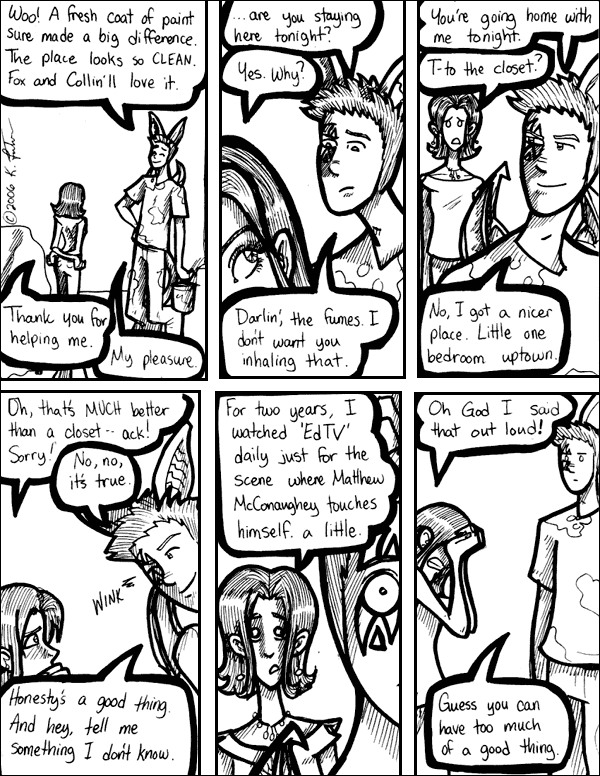 Woo! A fresh coat of paint
sure made a big difference.
The place looks so CLEAN.
Fox and Collin'll love it.
Thank you for
helping me.
My pleasure.
©2006 K.
...are you staying
here tonight?
Yes. Why?
Darlin', the fumes. I
don't want you
inhaling that.
You're going home with
me tonight.
T-to the closet?
No, I got a nicer
place. Little one
bedroom uptown.
Oh, that's MUCH better
than a closet -- ack!
Sorry!
No, no,
it's true.
WINK
Honesty's a good thing.
And hey, tell me
something I don't know.
For two years, I
watched 'EdTV'
daily just for the
scene where Matthew
McConaughey touches
himself. a little.
Oh God I said
that out loud!
Guess you can
have too much
of a good thing.